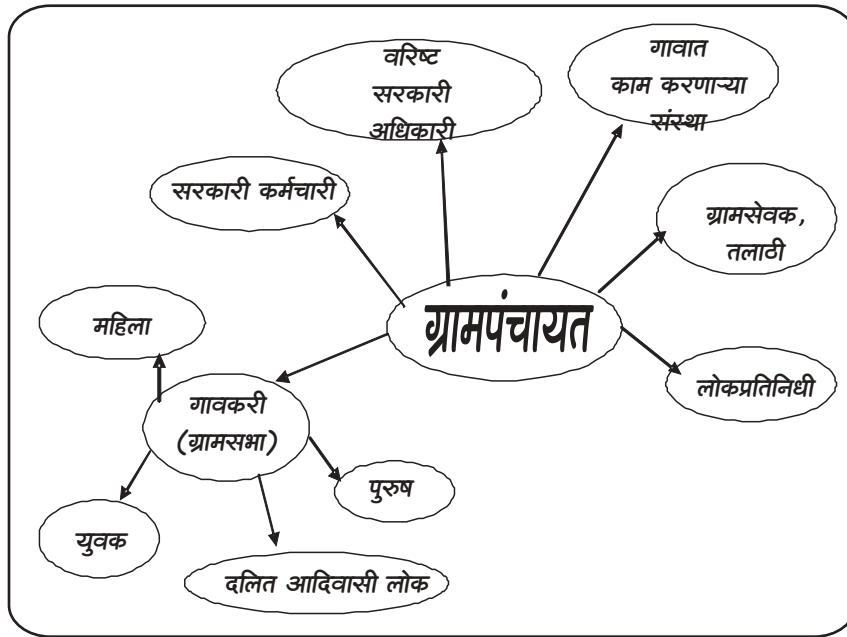 वरिष्ट
सरकारी
अधिकारी
गावात
काम करणाऱ्या
संस्था
सरकारी कर्मचारी
ग्रामसेवक,
तलाठी
ग्रामपंचायत
महिला
लोकप्रतिनिधी
गावकरी
(ग्रामसभा)
पुरुष
युवक
दलित आदिवासी लोक